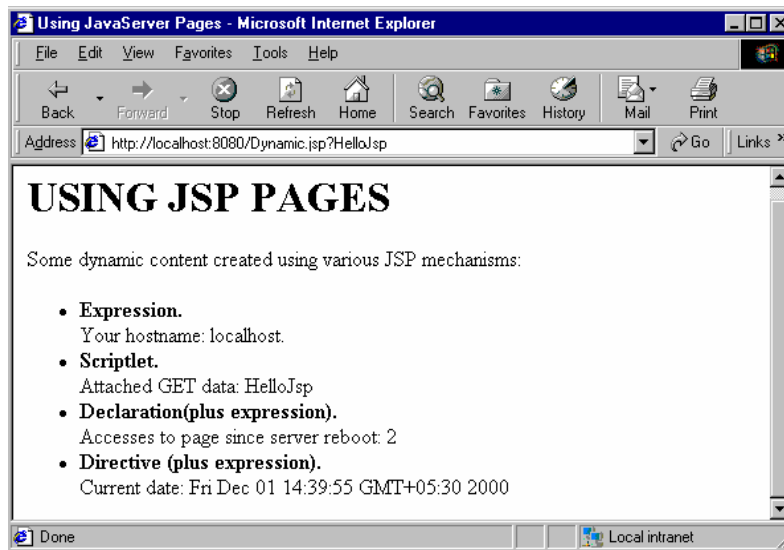 Using JavaServer Pages - Microsoft Internet Explorer
File Edit View Favorites Tools Help
Back Forward Stop Refresh Home Search Favorites History Mail Print
Address http://localhost:8080/Dynamic.jsp?HelloJsp Go Links »
USING JSP PAGES
Some dynamic content created using various JSP mechanisms:
• Expression.
Your hostname: localhost.
• Scriptlet.
Attached GET data: HelloJsp
• Declaration(plus expression).
Accesses to page since server reboot: 2
• Directive (plus expression).
Current date: Fri Dec 01 14:39:55 GMT+05:30 2000
Done Local intranet